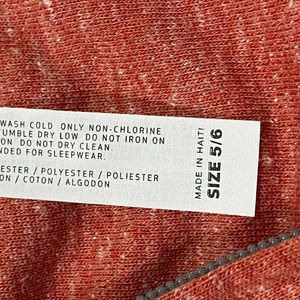 WASH COLD ONLY NON-CHLORINE
TUMBLE DRY LOW. DO NOT IRON ON
ON. DO NOT DRY CLEAN.
NDED FOR SLEEPWEAR.
ESTER / POLYESTER / POLIESTER
ON / COTON / ALGODON
MADE IN HAITI
SIZE 5/6